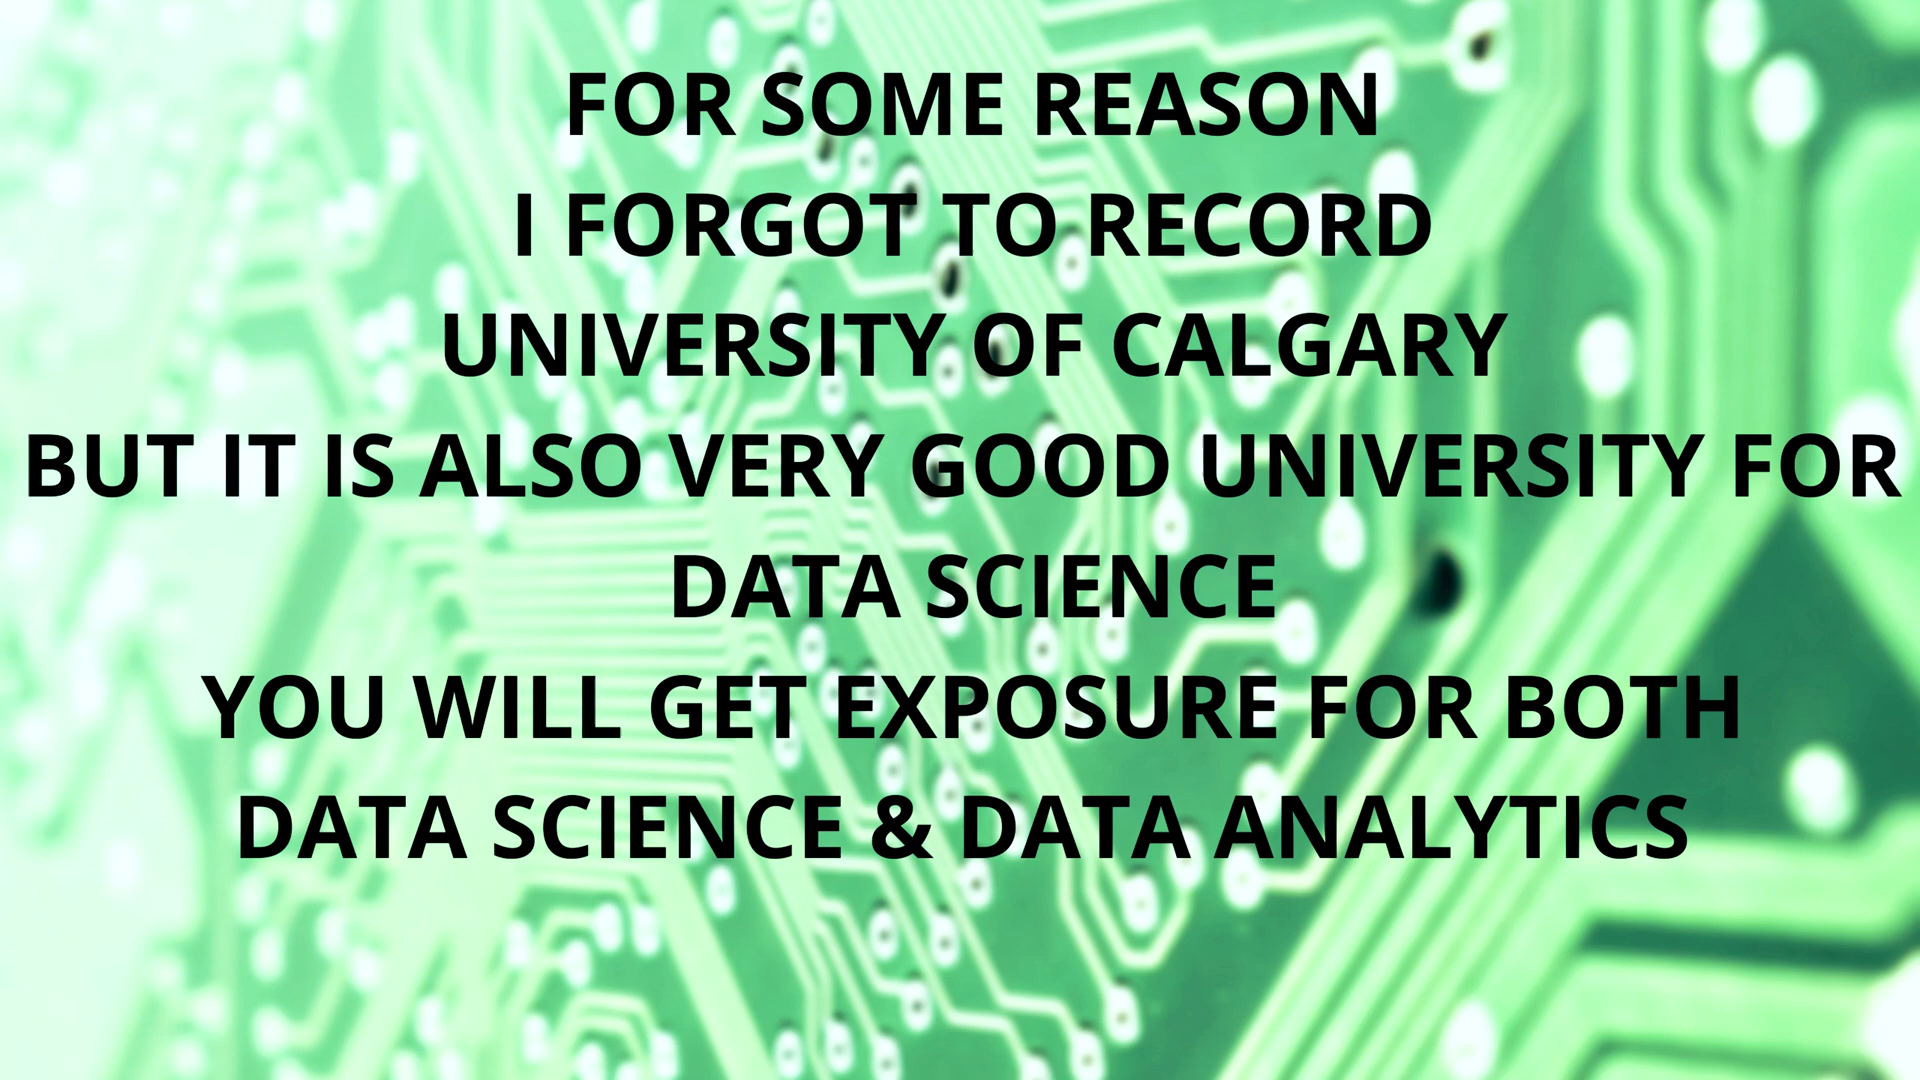 FOR SOME REASON
I FORGOT TO RECORD
UNIVERSITY OF CALGARY
BUT IT IS ALSO VERY GOOD UNIVERSITY FOR
DATA SCIENCE
YOU WILL GET EXPOSURE FOR BOTH
DATA SCIENCE & DATA ANALYTICS